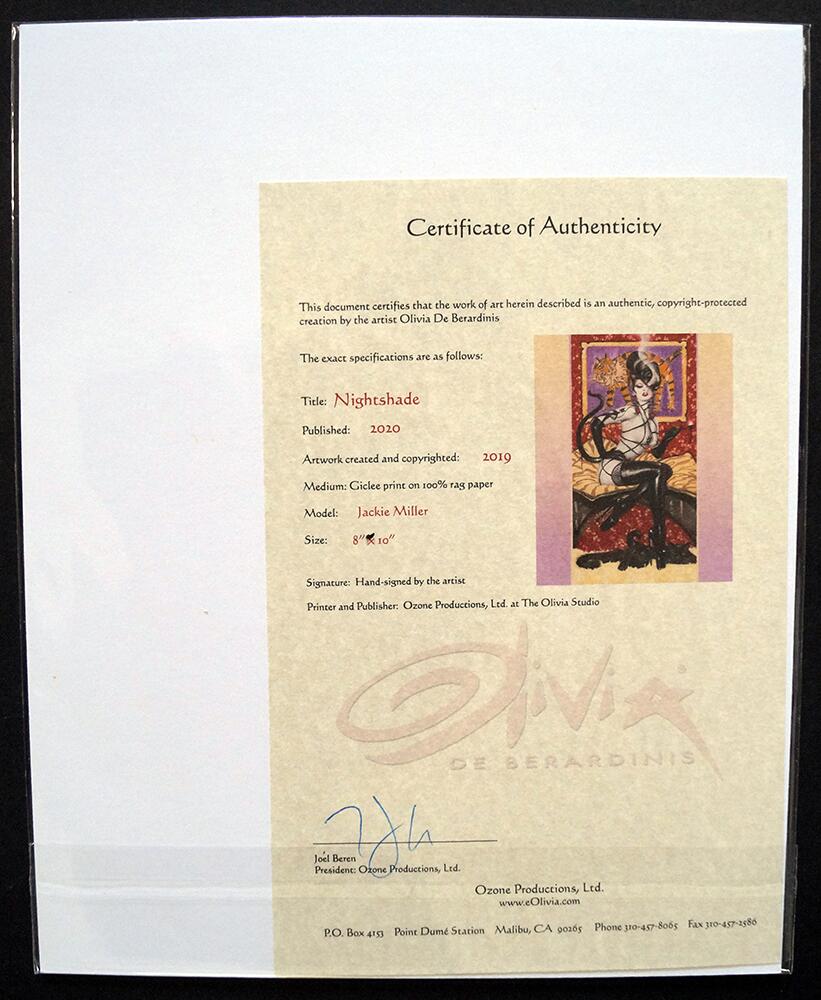 Certificate of Authenticity
This document certifies that the work of art herein described is an authentic, copyright-protected
creation by the artist Olivia De Berardinis
The exact specifications are as follows:
Title: Nightshade
Published: 2020
Artwork created and copyrighted: 2019
Medium: Giclee print on 100% rag paper
Model: Jackie Miller
Size: 8" x 10"
Signature: Hand-signed by the artist
Printer and Publisher: Ozone Productions, Ltd. at The Olivia Studio
Olivia
DE BERARDINIS
Joel Beren
President: Ozone Productions, Ltd.
Ozone Productions, Ltd.
www.eOlivia.com
P.O. Box 4153 Point Dumé Station Malibu, CA 90265 Phone 310-457-8065 Fax 310-457-2586